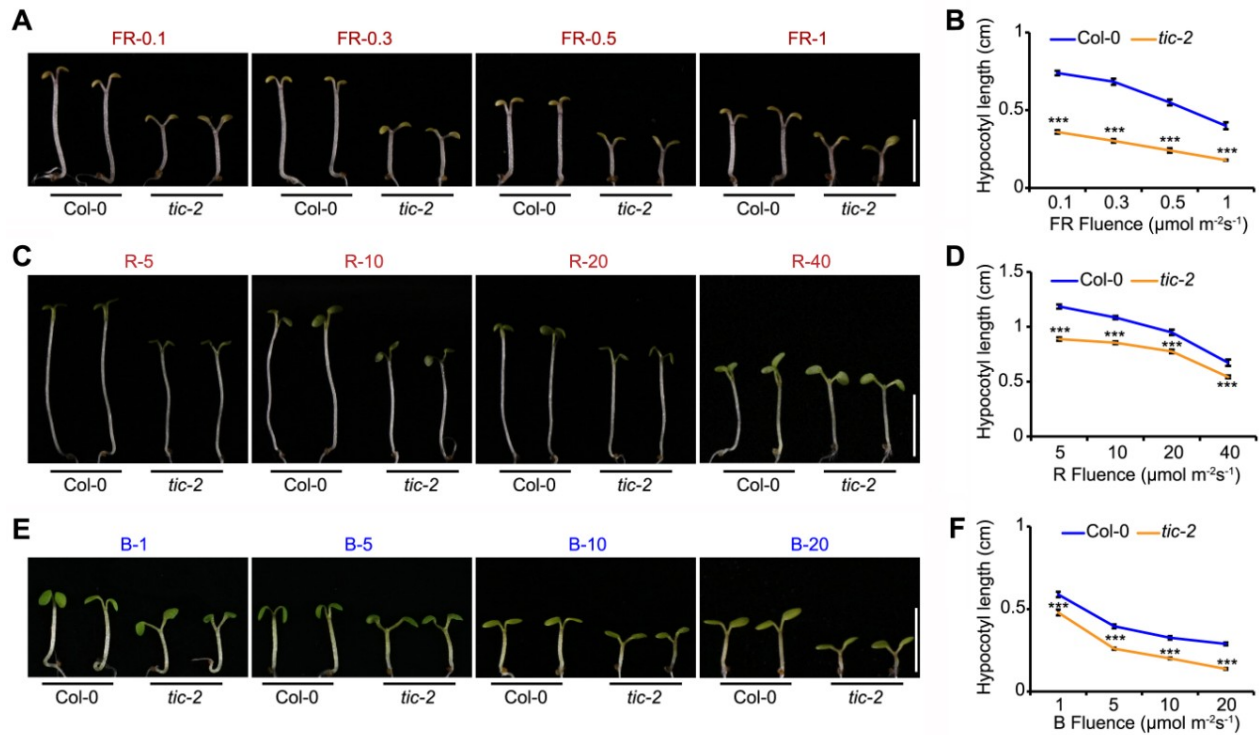 A
FR-0.1 FR-0.3 FR-0.5 FR-1
Col-0 tic-2 Col-0 tic-2 Col-0 tic-2 Col-0 tic-2
B
Hypocotyl length (cm)
Col-0 tic-2
1
0.5
0
*** *** *** ***
0.1 0.3 0.5 1
FR Fluence (µmol m⁻²s⁻¹)
C
R-5 R-10 R-20 R-40
Col-0 tic-2 Col-0 tic-2 Col-0 tic-2 Col-0 tic-2
D
Hypocotyl length (cm)
Col-0 tic-2
1.5
1
0.5
0
*** *** *** ***
5 10 20 40
R Fluence (µmol m⁻²s⁻¹)
E
B-1 B-5 B-10 B-20
Col-0 tic-2 Col-0 tic-2 Col-0 tic-2 Col-0 tic-2
F
Hypocotyl length (cm)
Col-0 tic-2
1
0.5
0
*** *** *** ***
1 5 10 20
B Fluence (µmol m⁻²s⁻¹)